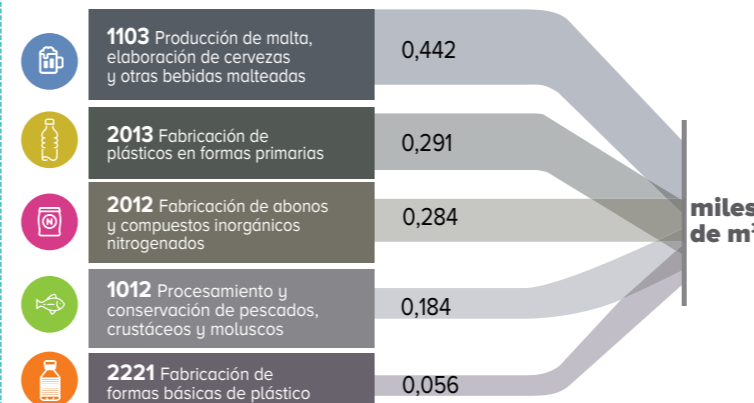 1103 Producción de malta,
elaboración de cervezas
y otras bebidas malteadas
0,442
2013 Fabricación de
plásticos en formas primarias
0,291
2012 Fabricación de abonos
y compuestos inorgánicos
nitrogenados
0,284
N
1012 Procesamiento y
conservación de pescados,
crustáceos y moluscos
0,184
2221 Fabricación de
formas básicas de plástico
0,056
miles
de m³